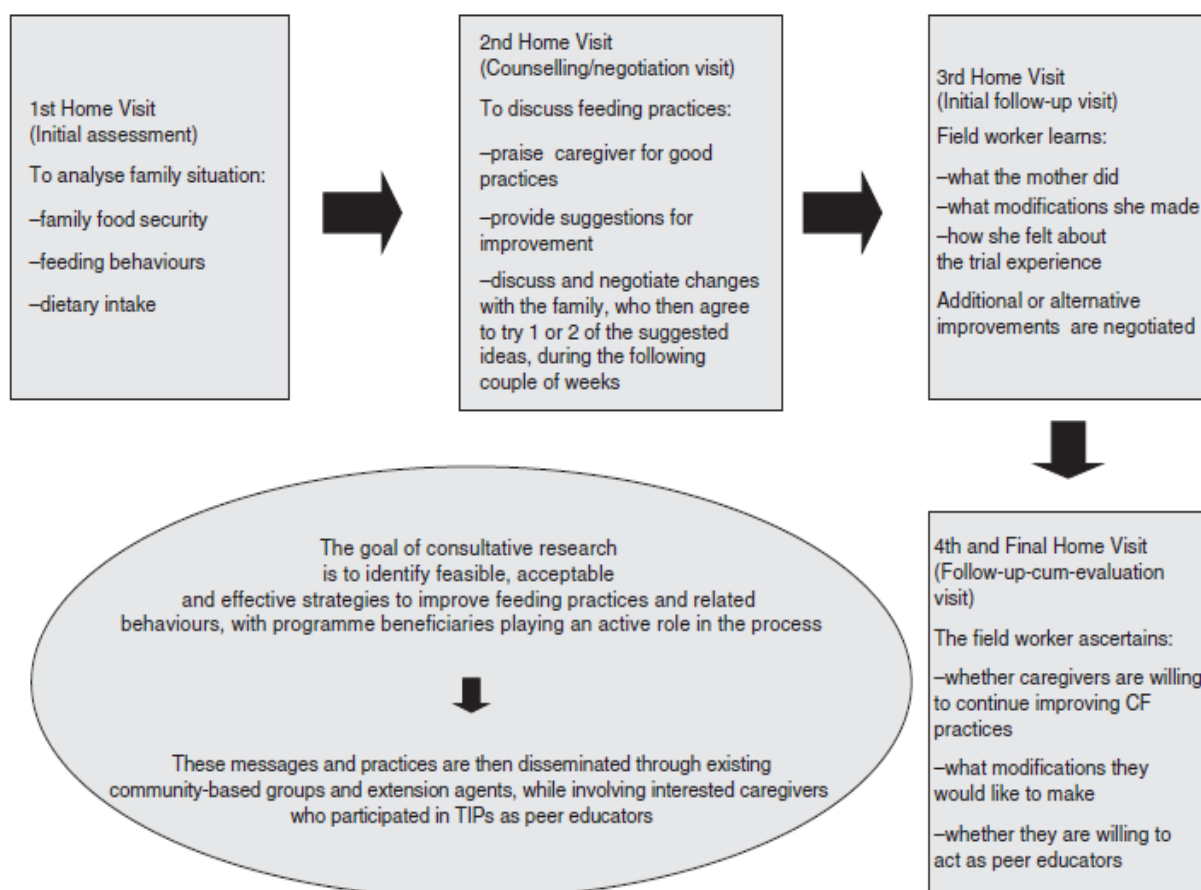 1st Home Visit
(Initial assessment)
To analyse family situation:
–family food security
–feeding behaviours
–dietary intake
2nd Home Visit
(Counselling/negotiation visit)
To discuss feeding practices:
–praise caregiver for good
practices
–provide suggestions for
improvement
–discuss and negotiate changes
with the family, who then agree
to try 1 or 2 of the suggested
ideas, during the following
couple of weeks
3rd Home Visit
(Initial follow-up visit)
Field worker learns:
–what the mother did
–what modifications she made
–how she felt about
the trial experience
Additional or alternative
improvements are negotiated
4th and Final Home Visit
(Follow-up-cum-evaluation
visit)
The field worker ascertains:
–whether caregivers are willing
to continue improving CF
practices
–what modifications they
would like to make
–whether they are willing to
act as peer educators
The goal of consultative research
is to identify feasible, acceptable
and effective strategies to improve feeding practices and related
behaviours, with programme beneficiaries playing an active role in the process
These messages and practices are then disseminated through existing
community-based groups and extension agents, while involving interested caregivers
who participated in TIPs as peer educators